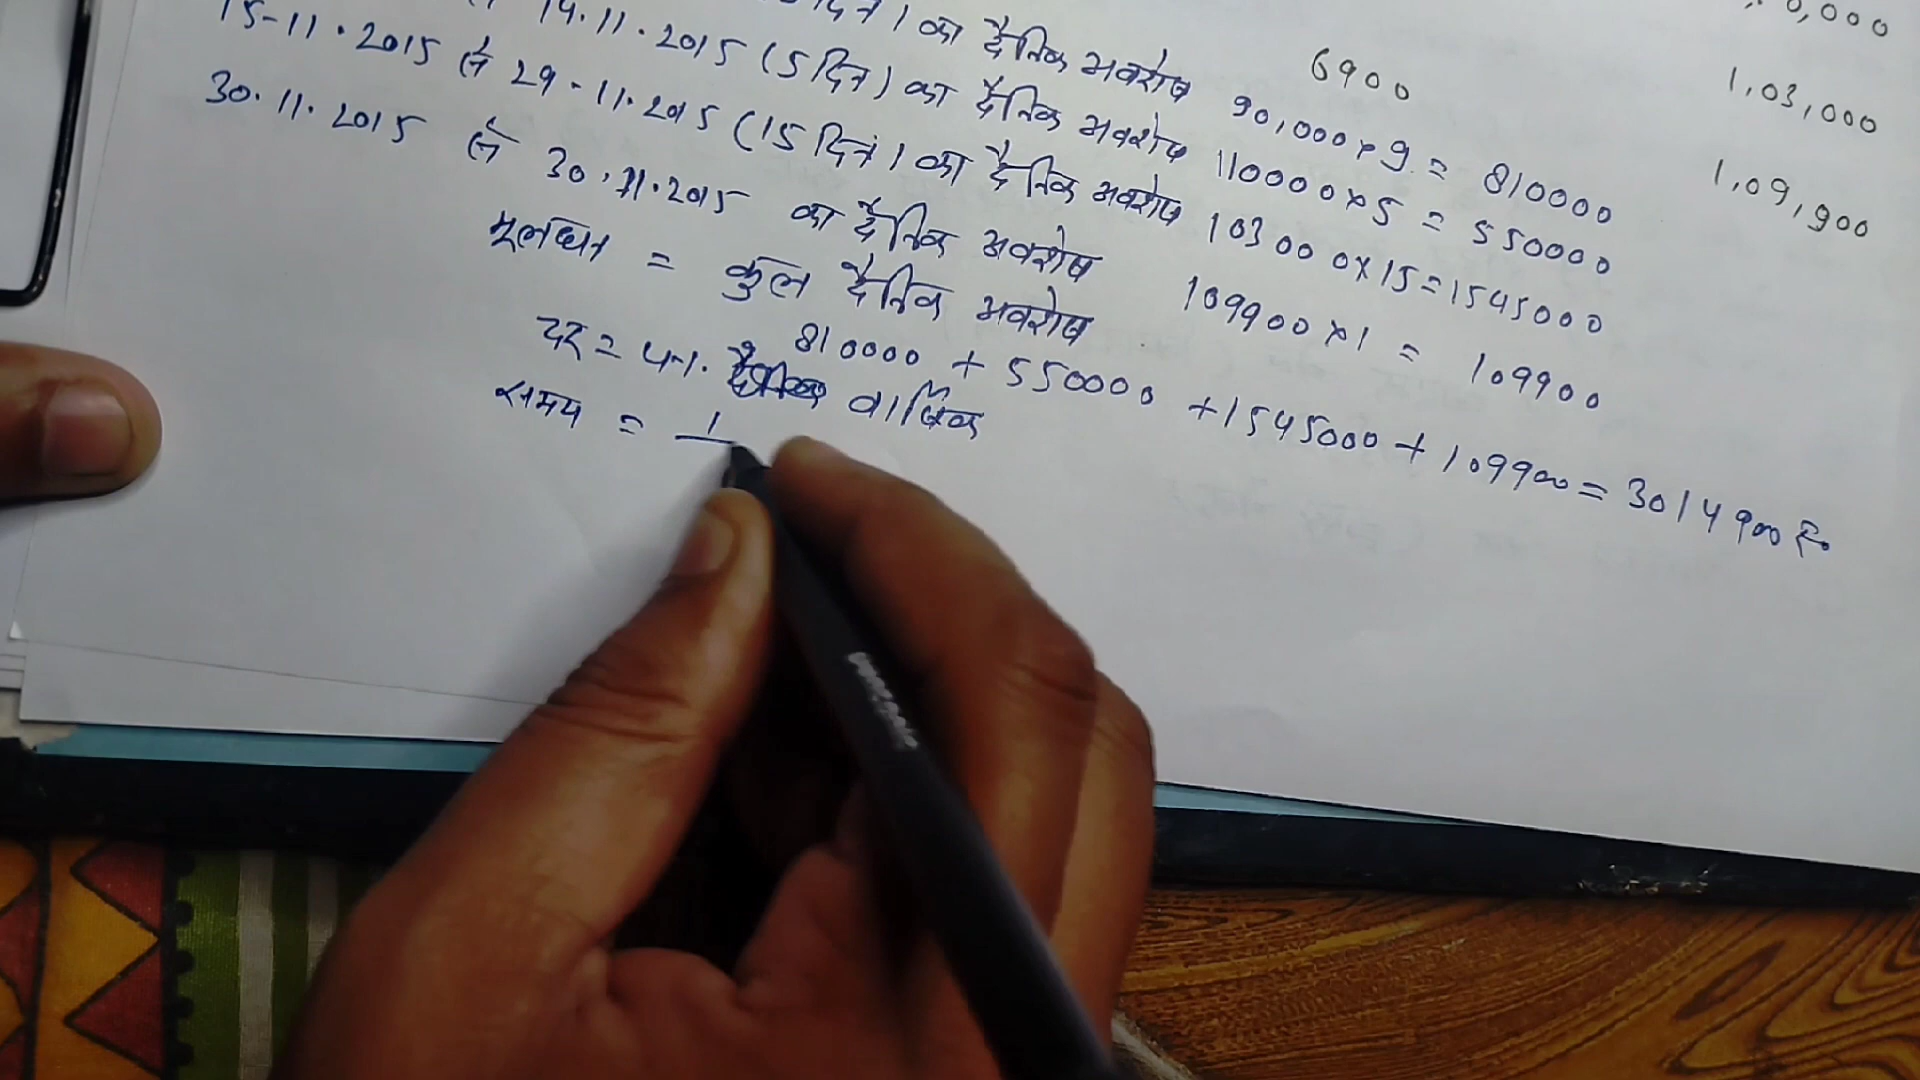 1,03,000
1,09,900
6900
का दैनिक अवशेष 90,000×9 = 810000
14.11.2015 (5 दिन) का दैनिक अवशेष 110000×5 = 550000
15-11.2015 से 29-11.2015 (15 दिन) का दैनिक अवशेष 103000×15=1545000
30.11.2015 से 30.11.2015 का दैनिक अवशेष 109900×1 = 109900
मूलधन = कुल दैनिक अवशेष
810000 + 550000 +1545000+109900=3014900 रु०
दर = 4%. वार्षिक
समय = 1